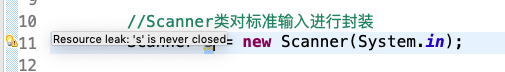 10 //Scanner类对标准输入进行封装
Resource leak: 's' is never closed
11 Scanner s = new Scanner(System.in);
12